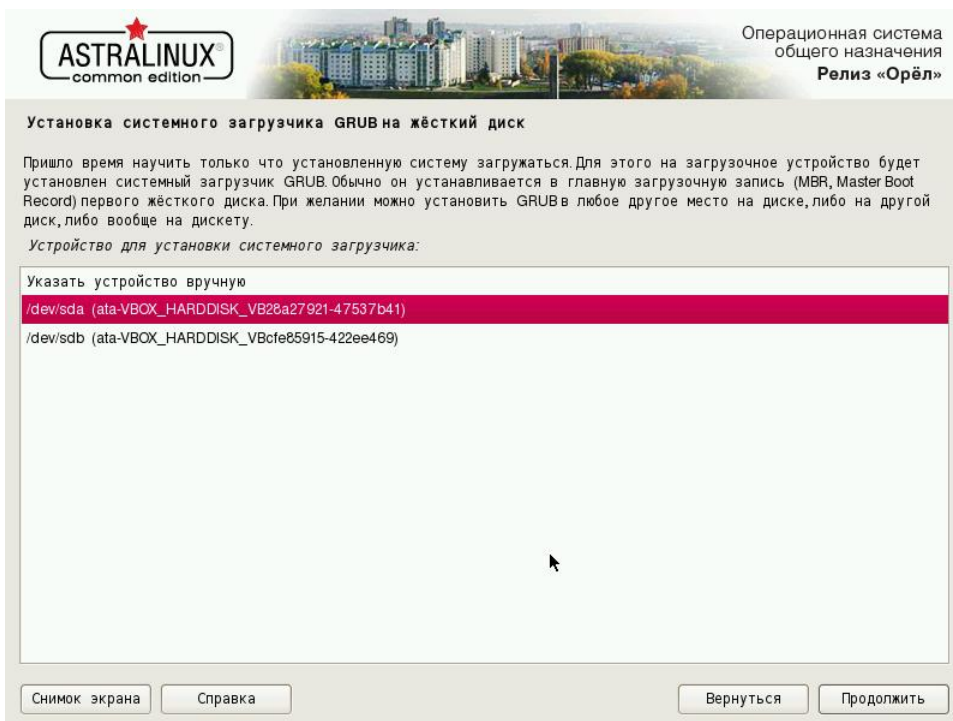 ASTRALINUX®
common edition
Операционная система
общего назначения
Релиз «Орёл»
Установка системного загрузчика GRUB на жёсткий диск
Пришло время научить только что установленную систему загружаться. Для этого на загрузочное устройство будет
установлен системный загрузчик GRUB. Обычно он устанавливается в главную загрузочную запись (MBR, Master Boot
Record) первого жёсткого диска. При желании можно установить GRUB в любое другое место на диске, либо на другой
диск, либо вообще на дискету.
Устройство для установки системного загрузчика:
Указать устройство вручную
/dev/sda (ata-VBOX_HARDDISK_VB28a27921-47537b41)
/dev/sdb (ata-VBOX_HARDDISK_VBcfe85915-422ee469)
Снимок экрана
Справка
Вернуться
Продолжить